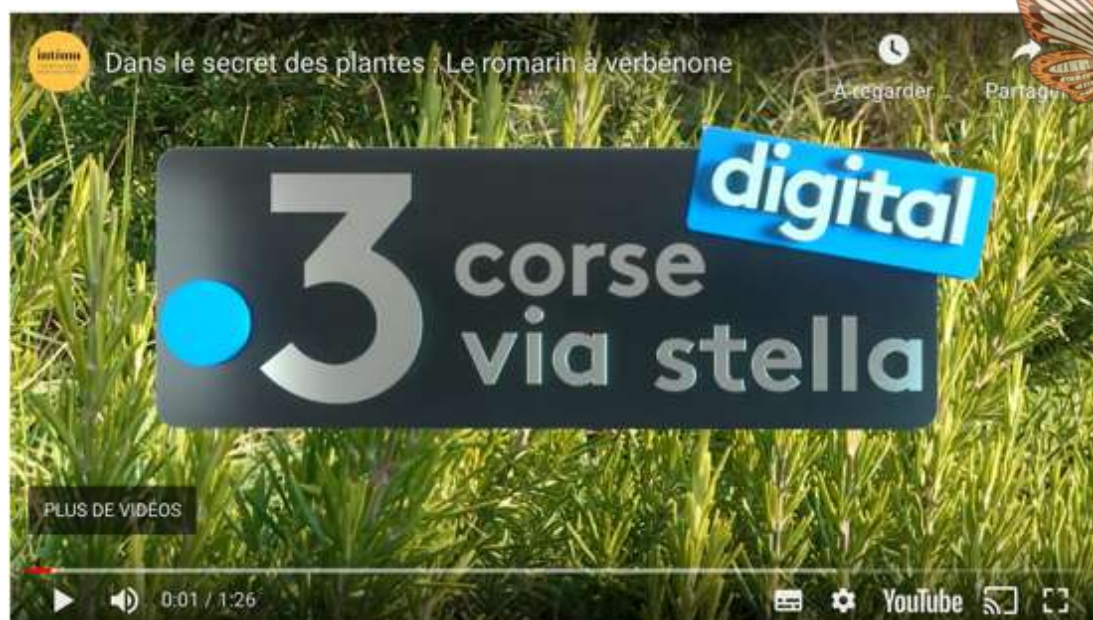 Dans le secret des plantes : Le romarin à verbénone
À regarder ...
Partager
digital
3
corse
via stella
PLUS DE VIDÉOS
0:01 / 1:26
YouTube